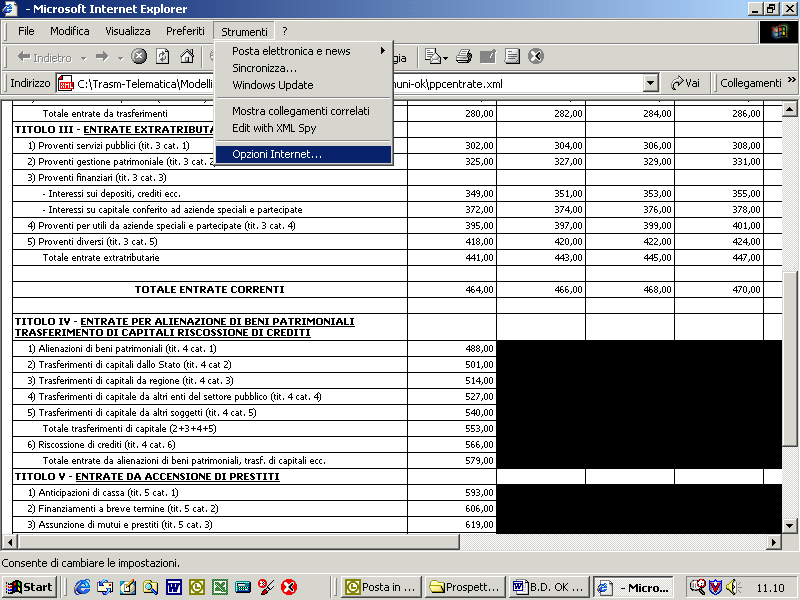 - Microsoft Internet Explorer
File Modifica Visualizza Preferiti Strumenti ?
Indietro
Posta elettronica e news
Sincronizza...
Windows Update
Mostra collegamenti correlati
Edit with XML Spy
Opzioni Internet...
Indirizzo C:\Trasm-Telematica\Modelli muni-ok\ppcentrate.xml Vai Collegamenti »
Totale entrate da trasferimenti 280,00 282,00 284,00 286,00
TITOLO III - ENTRATE EXTRATRIBUTA
1) Proventi servizi pubblici (tit. 3 cat. 1) 302,00 304,00 306,00 308,00
2) Proventi gestione patrimoniale (tit. 3 cat. 2 325,00 327,00 329,00 331,00
3) Proventi finanziari (tit. 3 cat. 3)
- Interessi sui depositi, crediti ecc. 349,00 351,00 353,00 355,00
- Interessi su capitale conferito ad aziende speciali e partecipate 372,00 374,00 376,00 378,00
4) Proventi per utili da aziende speciali e partecipate (tit. 3 cat. 4) 395,00 397,00 399,00 401,00
5) Proventi diversi (tit. 3 cat. 5) 418,00 420,00 422,00 424,00
Totale entrate extratributarie 441,00 443,00 445,00 447,00
TOTALE ENTRATE CORRENTI 464,00 466,00 468,00 470,00
TITOLO IV - ENTRATE PER ALIENAZIONE DI BENI PATRIMONIALI
TRASFERIMENTO DI CAPITALI RISCOSSIONE DI CREDITI
1) Alienazioni di beni patrimoniali (tit. 4 cat. 1) 488,00
2) Trasferimenti di capitali dallo Stato (tit. 4 cat 2) 501,00
3) Trasferimenti di capitali da regione (tit. 4 cat. 3) 514,00
4) Trasferimenti di capitale da altri enti del settore pubblico (tit. 4 cat. 4) 527,00
5) Trasferimenti di capitale da altri soggetti (tit. 4 cat. 5) 540,00
Totale trasferimenti di capitale (2+3+4+5) 553,00
6) Riscossione di crediti (tit. 4 cat. 6) 566,00
Totale entrate da alienazioni di beni patrimoniali, trasf. di capitali ecc. 579,00
TITOLO V - ENTRATE DA ACCENSIONE DI PRESTITI
1) Anticipazioni di cassa (tit. 5 cat. 1) 593,00
2) Finanziamenti a breve termine (tit. 5 cat. 2) 606,00
3) Assunzione di mutui e prestiti (tit. 5 cat. 3) 619,00
Consente di cambiare le impostazioni.
Start Posta in ... Prospett... B.D. OK ... - Micro... 11.10